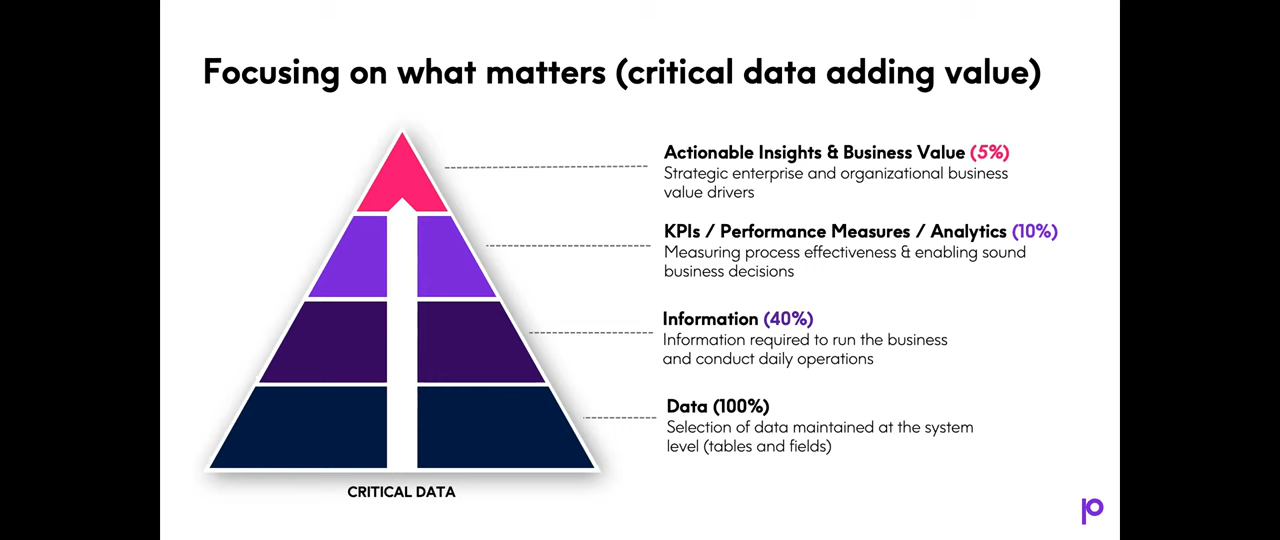 Focusing on what matters (critical data adding value)
Actionable Insights & Business Value (5%)
Strategic enterprise and organizational business
value drivers
KPIs / Performance Measures / Analytics (10%)
Measuring process effectiveness & enabling sound
business decisions
Information (40%)
Information required to run the business
and conduct daily operations
Data (100%)
Selection of data maintained at the system
level (tables and fields)
CRITICAL DATA